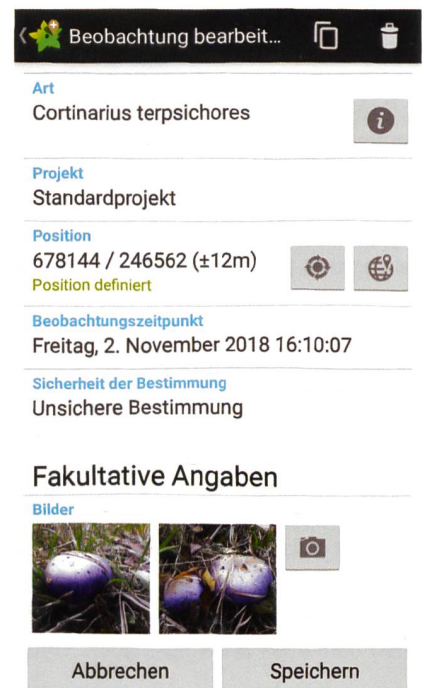 Beobachtung bearbeit...
Art
Cortinarius terpsichores
Projekt
Standardprojekt
Position
678144 / 246562 (±12m)
Position definiert
Beobachtungszeitpunkt
Freitag, 2. November 2018 16:10:07
Sicherheit der Bestimmung
Unsichere Bestimmung
Fakultative Angaben
Bilder
Abbrechen
Speichern